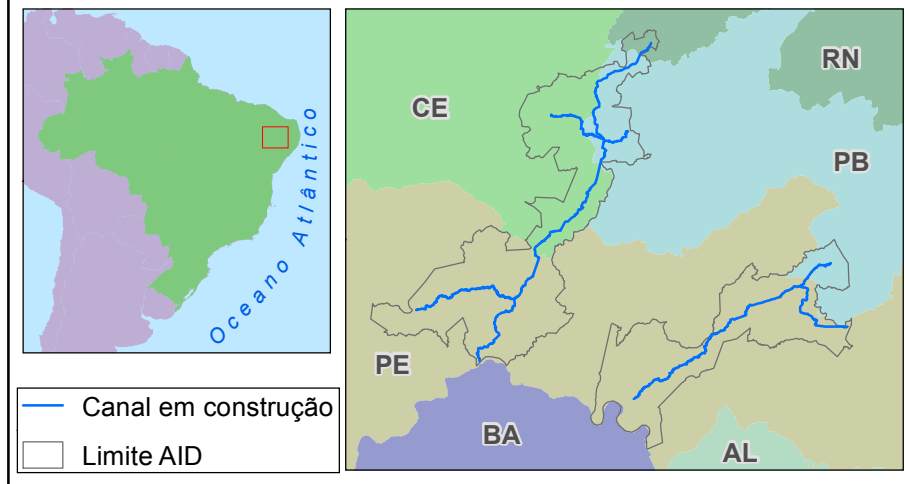 Oceano Atlântico
Canal em construção
Limite AID
CE
RN
PB
PE
BA
AL